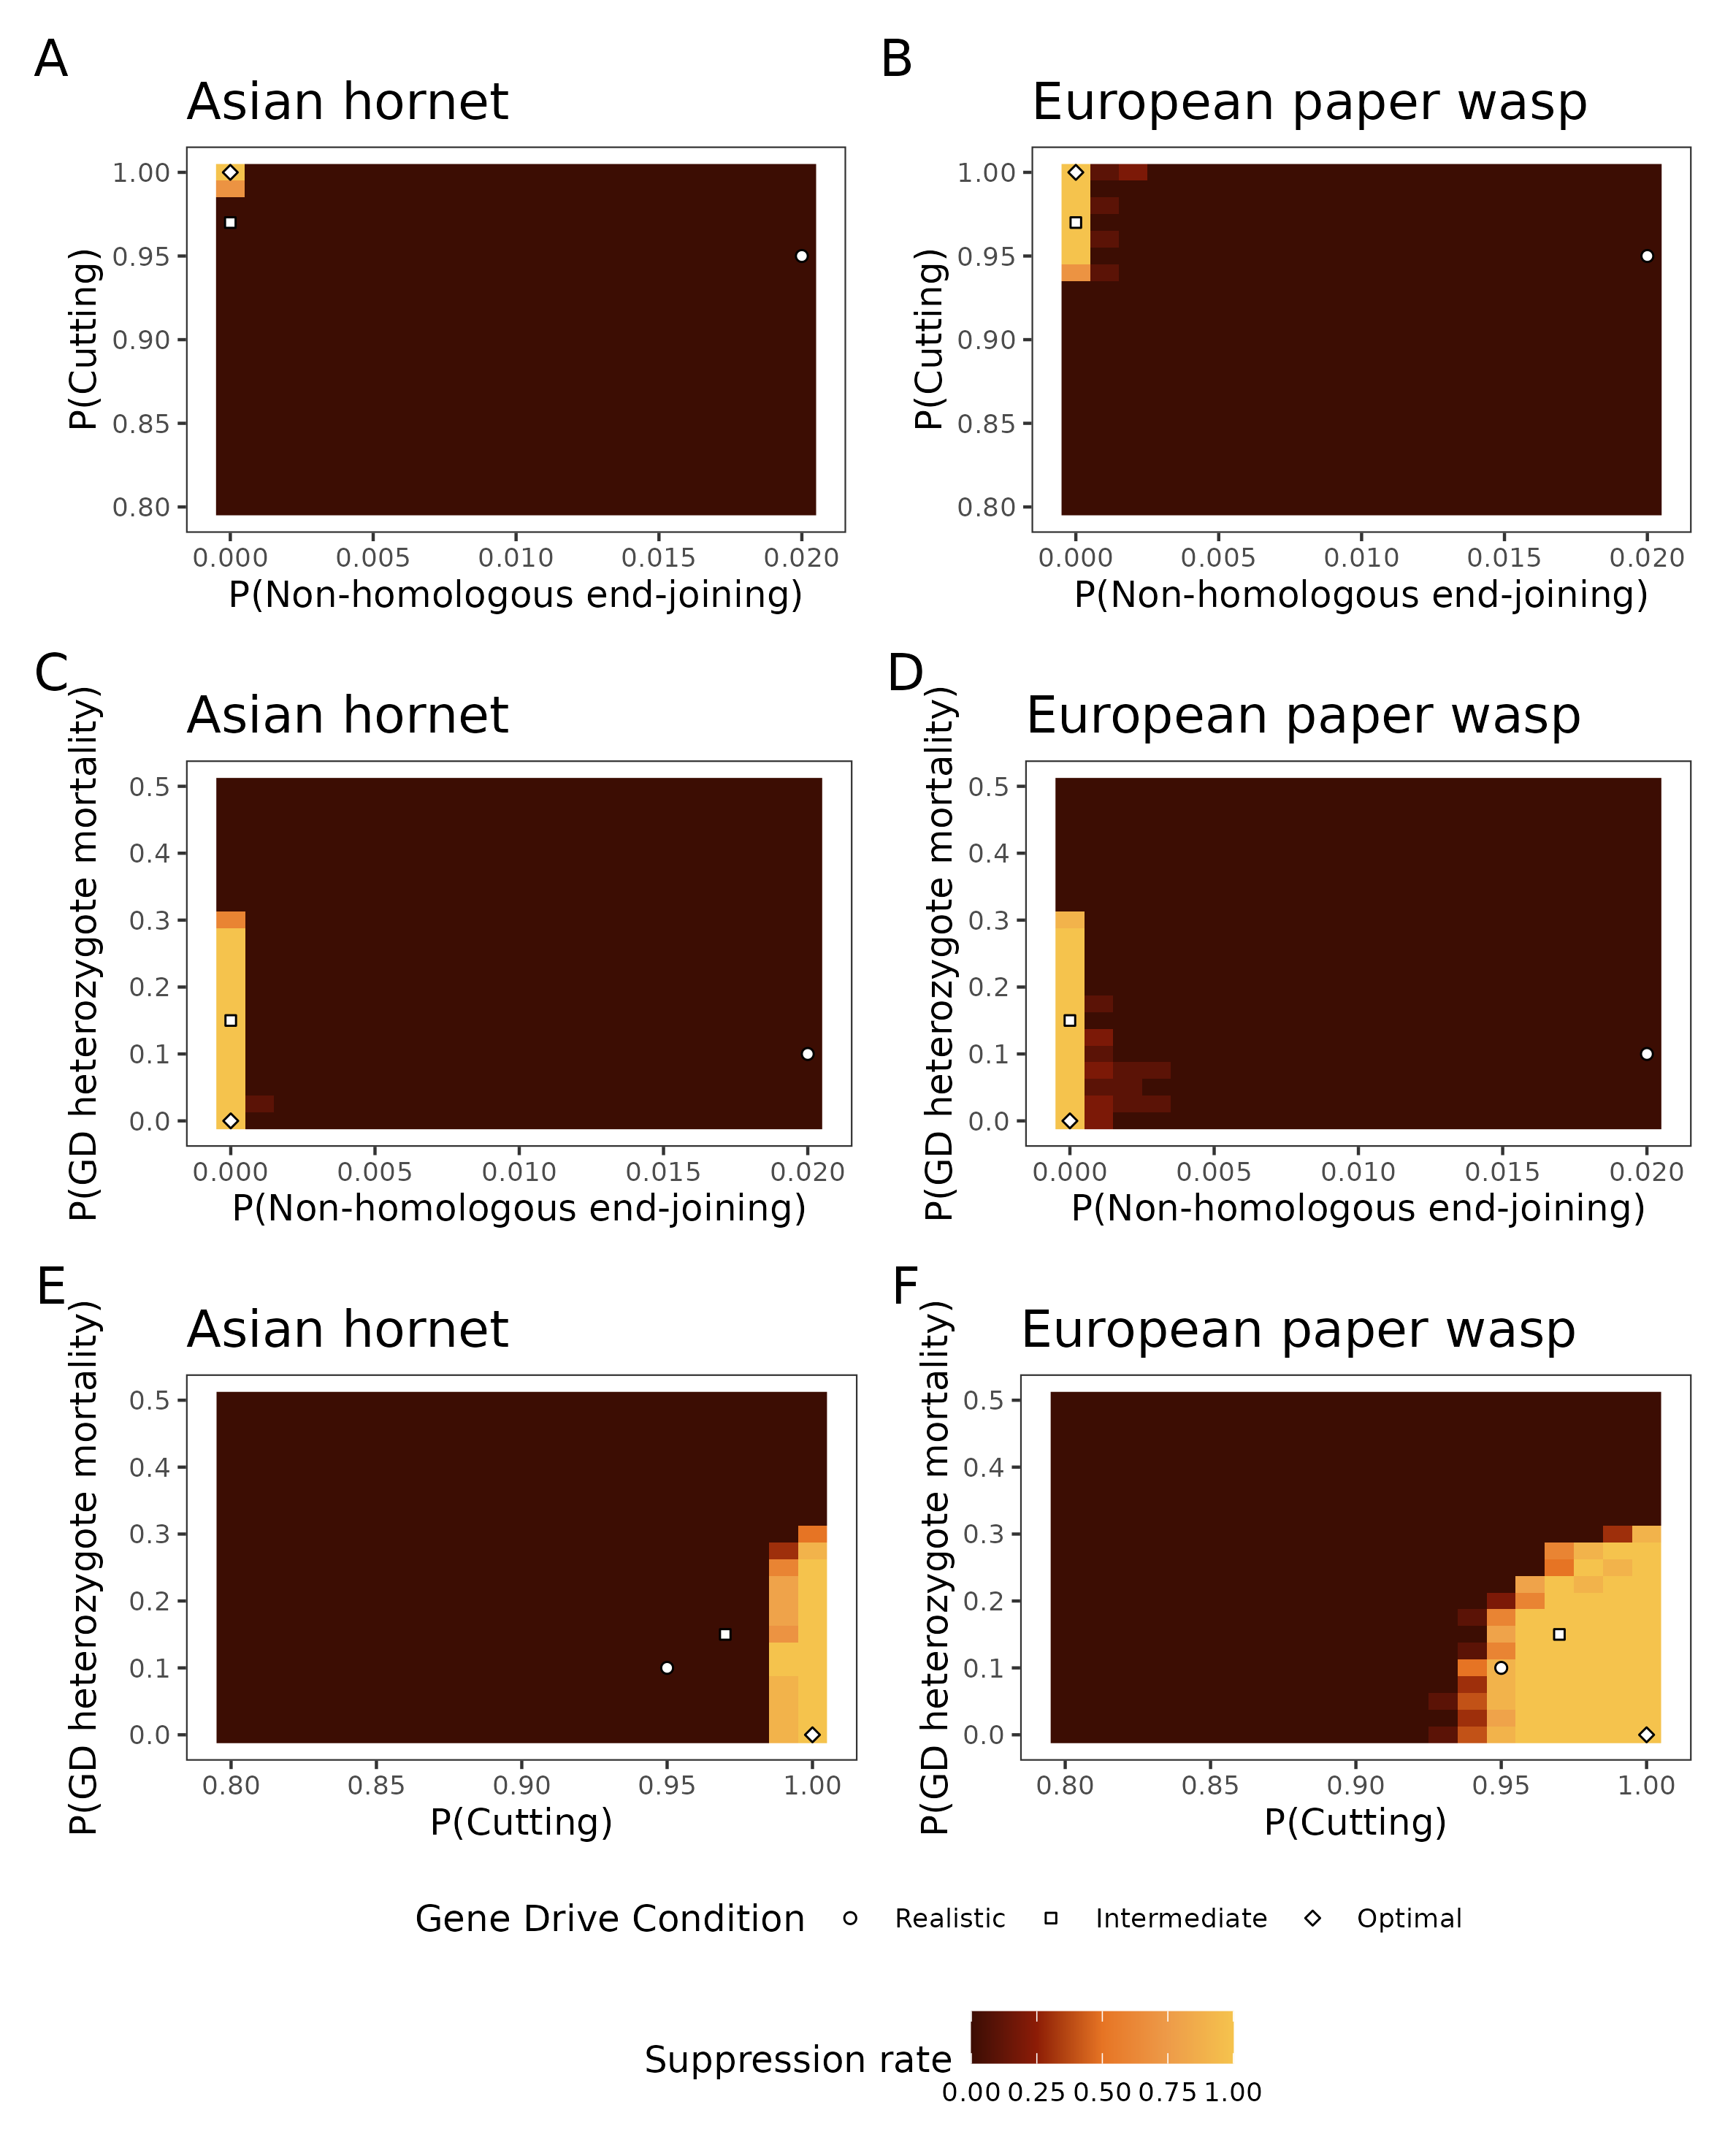 A
Asian hornet
P(Cutting)
1.00
0.95
0.90
0.85
0.80
0.000 0.005 0.010 0.015 0.020
P(Non-homologous end-joining)
B
European paper wasp
P(Cutting)
1.00
0.95
0.90
0.85
0.80
0.000 0.005 0.010 0.015 0.020
P(Non-homologous end-joining)
C
Asian hornet
P(GD heterozygote mortality)
0.5
0.4
0.3
0.2
0.1
0.0
0.000 0.005 0.010 0.015 0.020
P(Non-homologous end-joining)
D
European paper wasp
P(GD heterozygote mortality)
0.5
0.4
0.3
0.2
0.1
0.0
0.000 0.005 0.010 0.015 0.020
P(Non-homologous end-joining)
E
Asian hornet
P(GD heterozygote mortality)
0.5
0.4
0.3
0.2
0.1
0.0
0.80 0.85 0.90 0.95 1.00
P(Cutting)
F
European paper wasp
P(GD heterozygote mortality)
0.5
0.4
0.3
0.2
0.1
0.0
0.80 0.85 0.90 0.95 1.00
P(Cutting)
Gene Drive Condition Realistic Intermediate Optimal
Suppression rate
0.00 0.25 0.50 0.75 1.00